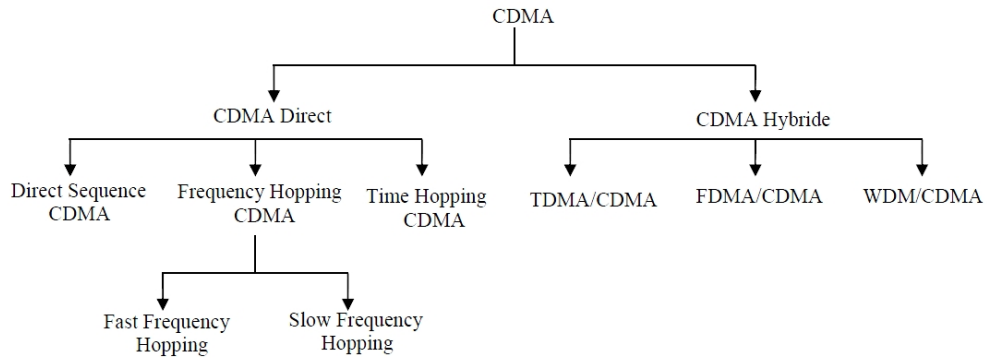 CDMA
CDMA Direct
CDMA Hybride
Direct Sequence
CDMA
Frequency Hopping
CDMA
Time Hopping
CDMA
TDMA/CDMA
FDMA/CDMA
WDM/CDMA
Fast Frequency
Hopping
Slow Frequency
Hopping